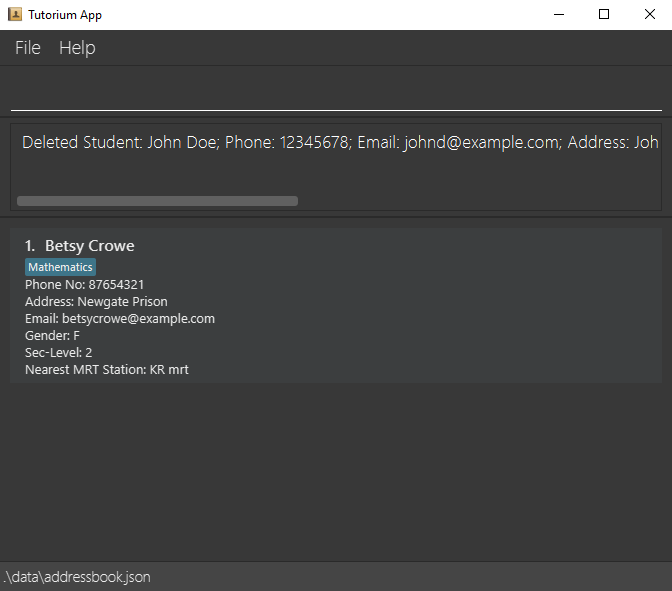 Tutorium App
File Help
Deleted Student: John Doe; Phone: 12345678; Email: johnd@example.com; Address: Joh
1. Betsy Crowe
Mathematics
Phone No: 87654321
Address: Newgate Prison
Email: betsycrowe@example.com
Gender: F
Sec-Level: 2
Nearest MRT Station: KR mrt
.\data\addressbook.json